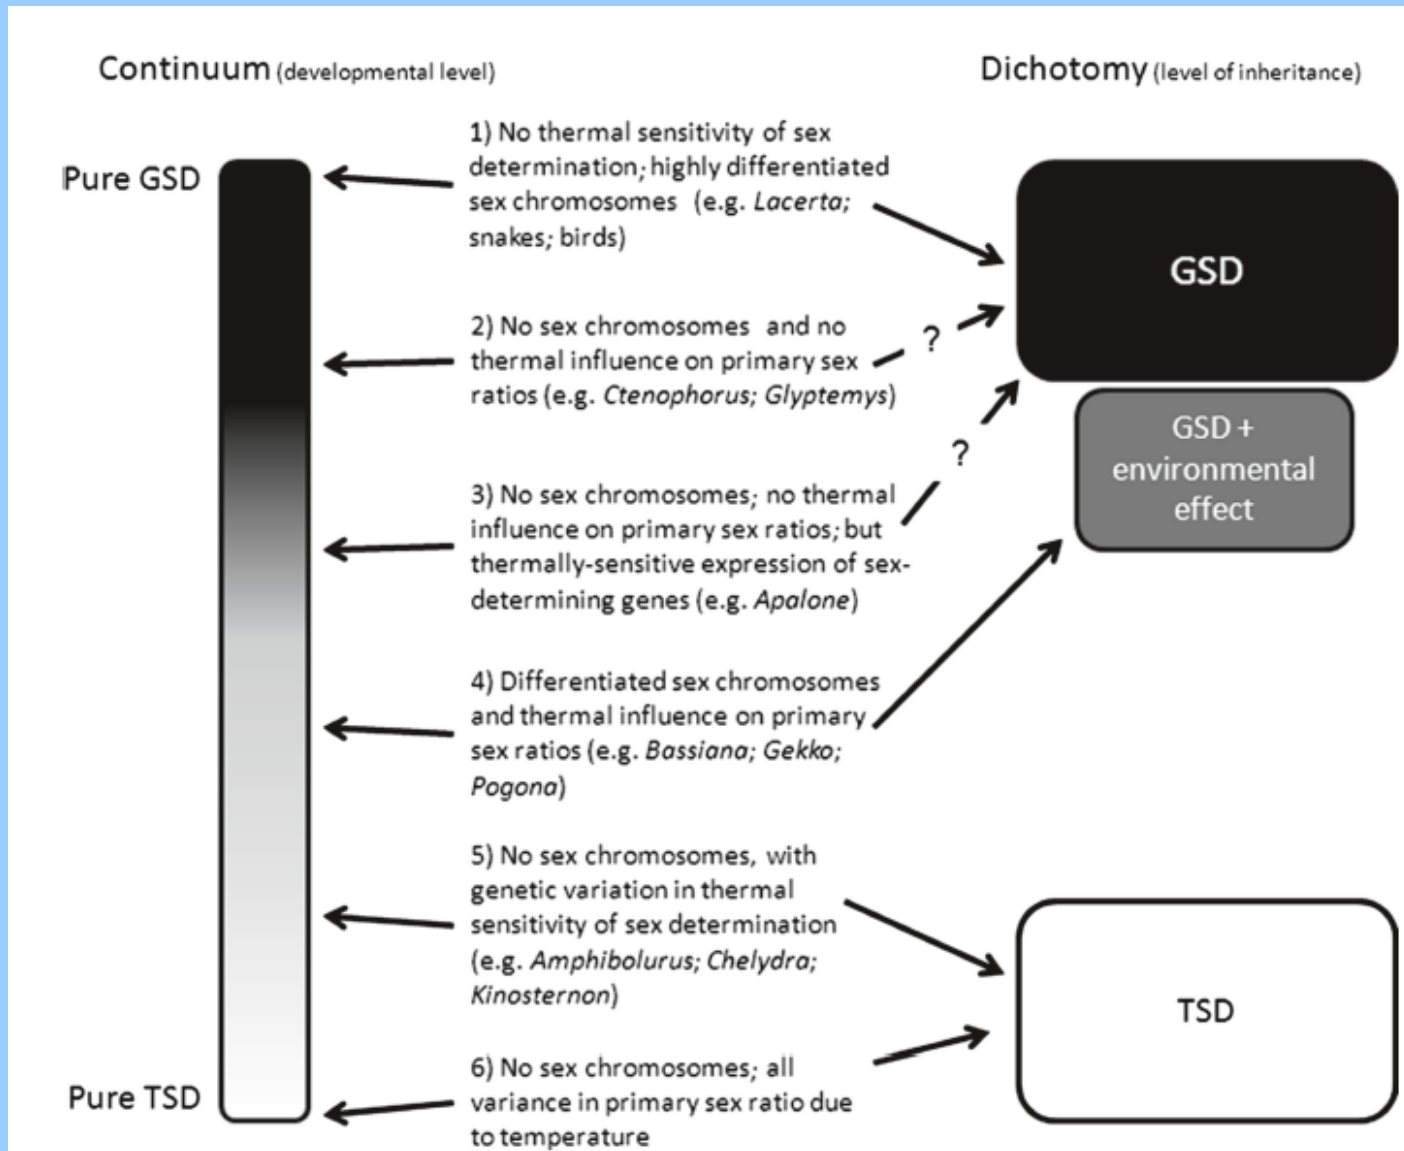 Continuum (developmental level)
Dichotomy (level of inheritance)
Pure GSD
1) No thermal sensitivity of sex
determination; highly differentiated
sex chromosomes (e.g. Lacerta;
snakes; birds)
GSD
2) No sex chromosomes and no
thermal influence on primary sex
ratios (e.g. Ctenophorus; Glyptemys)
?
GSD +
environmental
effect
?
3) No sex chromosomes; no thermal
influence on primary sex ratios; but
thermally-sensitive expression of sex-
determining genes (e.g. Apalone)
4) Differentiated sex chromosomes
and thermal influence on primary
sex ratios (e.g. Bassiana; Gekko;
Pogona)
5) No sex chromosomes, with
genetic variation in thermal
sensitivity of sex determination
(e.g. Amphibolurus; Chelydra;
Kinosternon)
TSD
Pure TSD
6) No sex chromosomes; all
variance in primary sex ratio due
to temperature